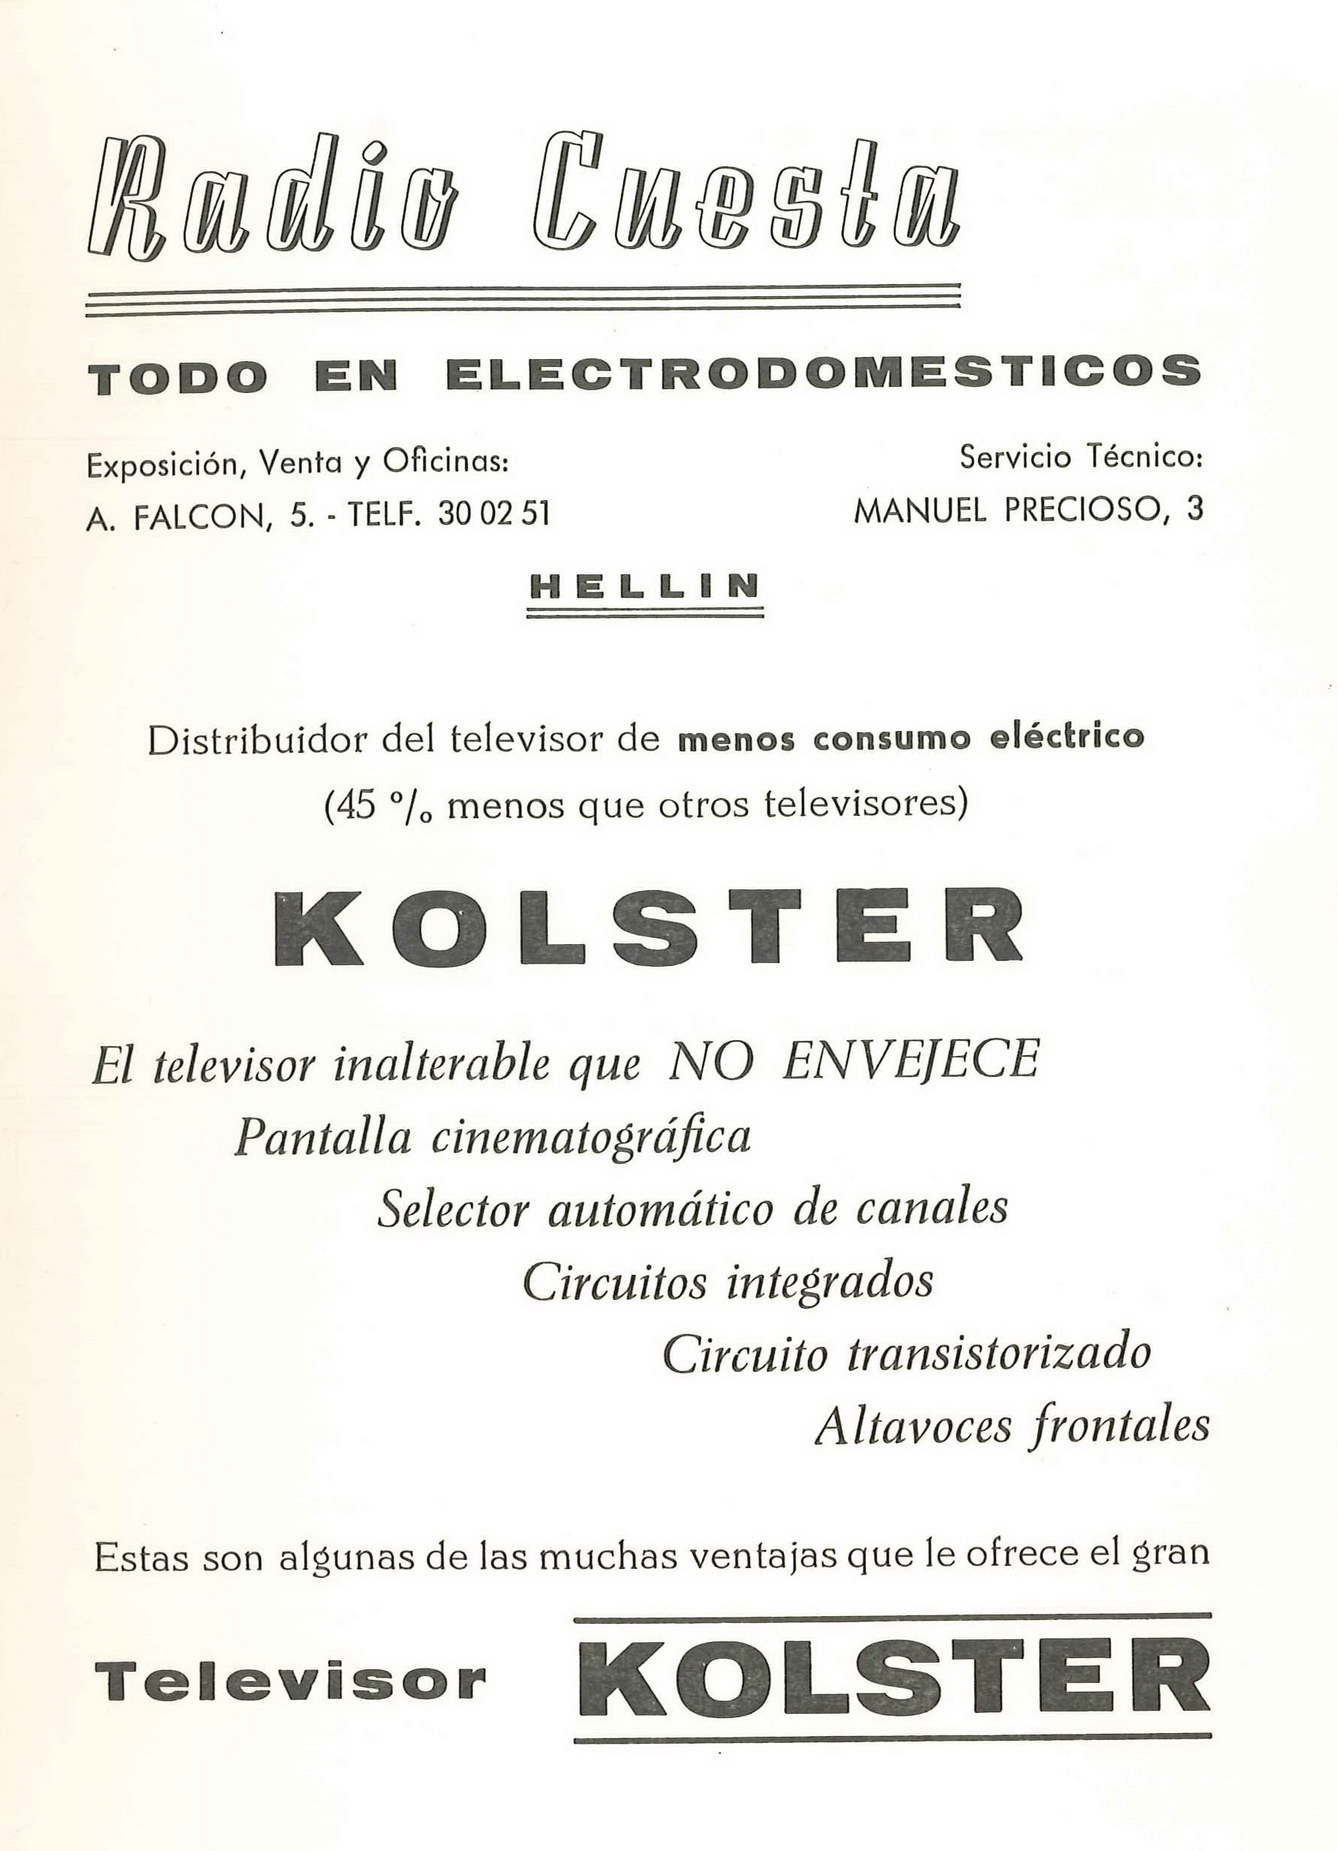 Radio Cuesta
TODO EN ELECTRODOMESTICOS
Exposición, Venta y Oficinas:
A. FALCON, 5. - TELF. 30 02 51
Servicio Técnico:
MANUEL PRECIOSO, 3
HELLIN
Distribuidor del televisor de menos consumo eléctrico
(45 % menos que otros televisores)
KOLSTER
El televisor inalterable que NO ENVEJECE
Pantalla cinematográfica
Selector automático de canales
Circuitos integrados
Circuito transistorizado
Altavoces frontales
Estas son algunas de las muchas ventajas que le ofrece el gran
Televisor KOLSTER